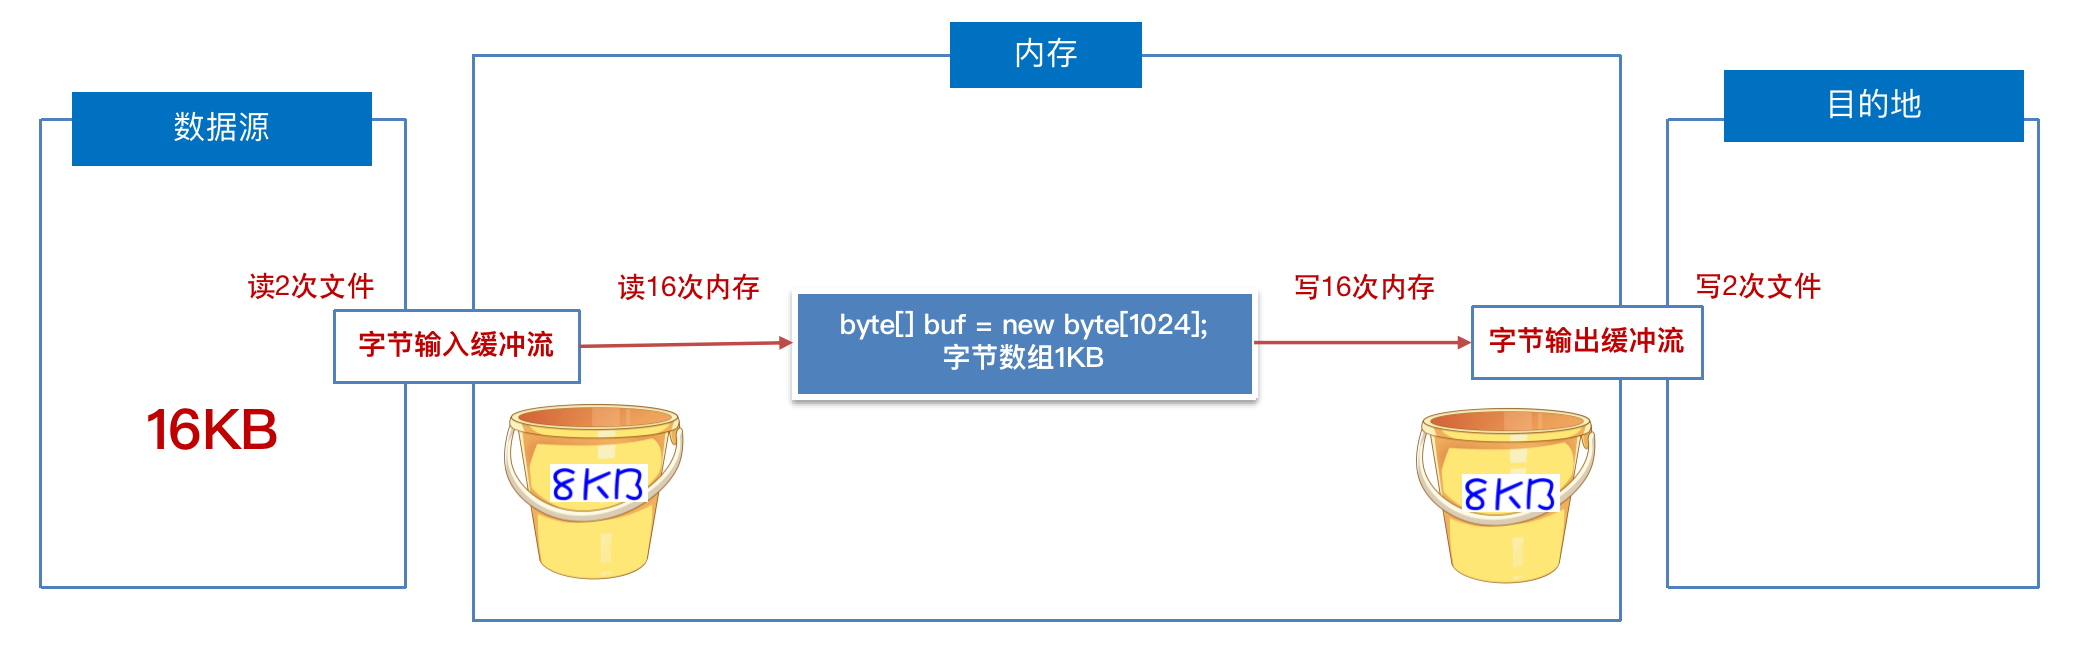 内存
数据源
目的地
读2次文件
读16次内存
写16次内存
写2次文件
字节输入缓冲流
byte[] buf = new byte[1024];
字节数组1KB
字节输出缓冲流
16KB
8KB
8KB